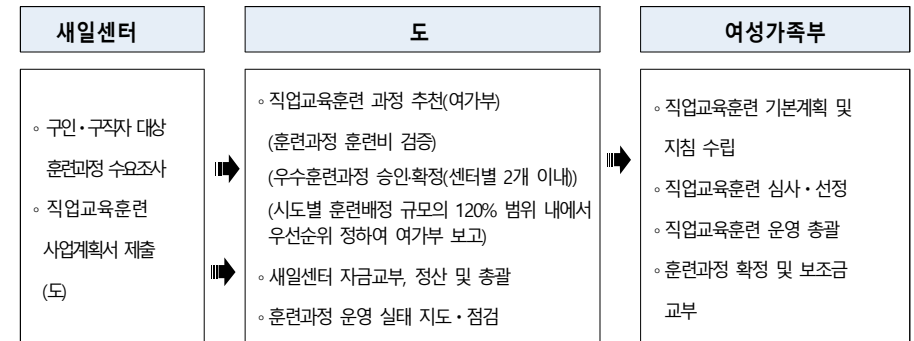 새일센터
도
여성가족부
◦ 구인·구직자 대상
훈련과정 수요조사
◦ 직업교육훈련
사업계획서 제출
(도)
◦직업교육훈련 과정 추천(여가부)
(훈련과정 훈련비 검증)
(우수훈련과정 승인·확정(센터별 2개 이내))
(시도별 훈련배정 규모의 120% 범위 내에서
우선순위 정하여 여가부 보고)
◦새일센터 자금교부, 정산 및 총괄
◦훈련과정 운영 실태 지도·점검
◦직업교육훈련 기본계획 및
지침 수립
◦직업교육훈련 심사·선정
◦직업교육훈련 운영 총괄
◦훈련과정 확정 및 보조금
교부